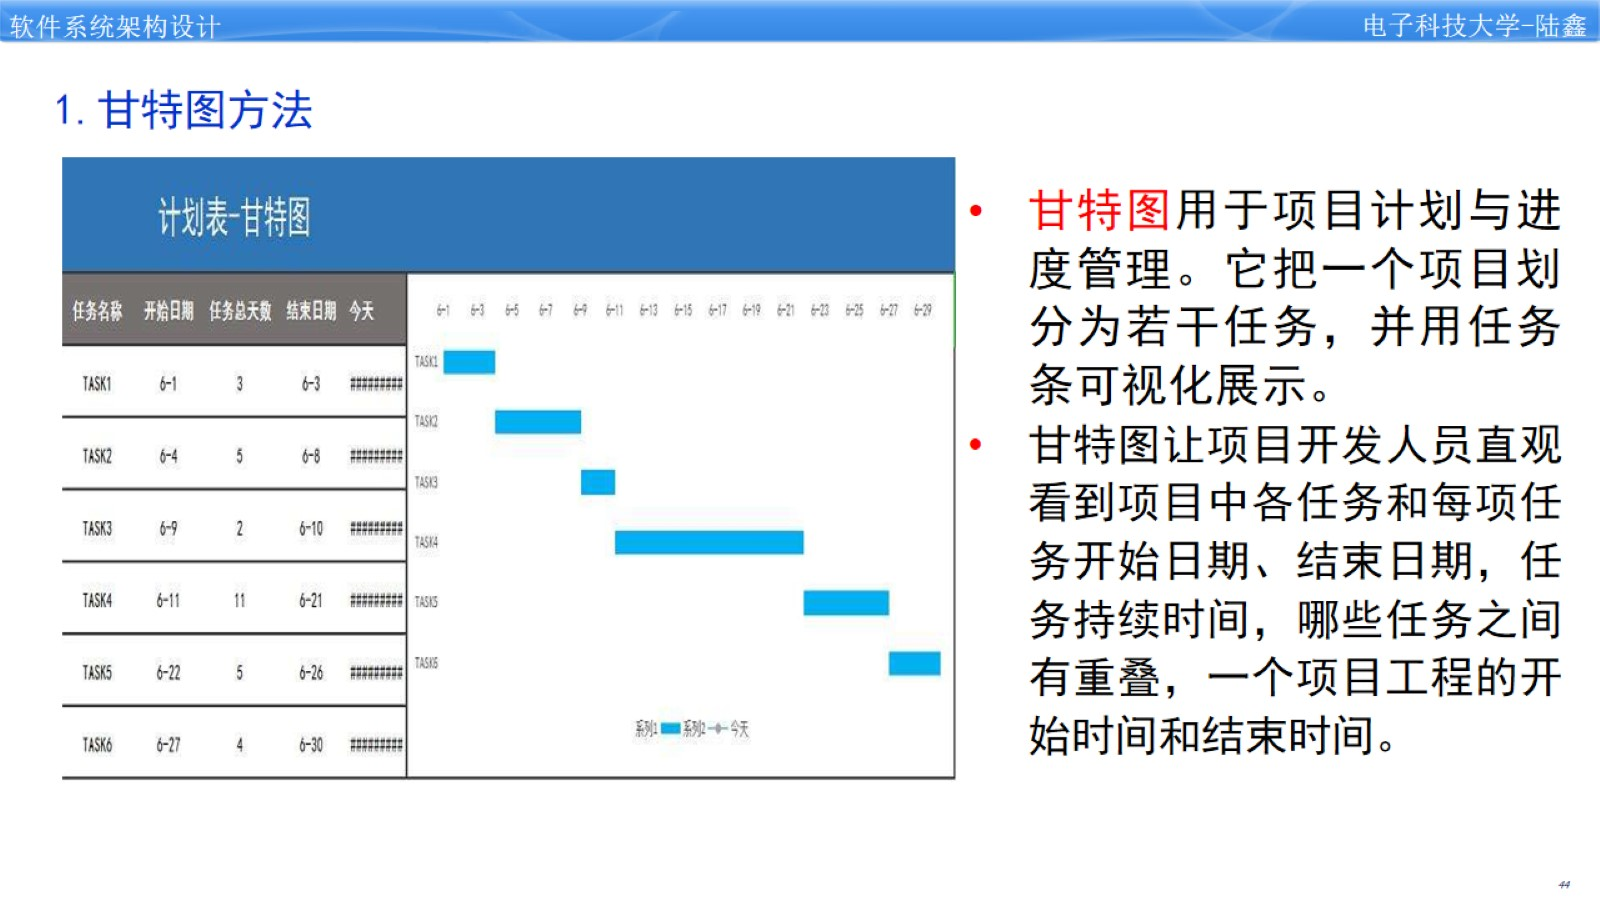 软件系统架构设计
电子科技大学-陆鑫
1. 甘特图方法
计划表-甘特图
任务名称 开始日期 任务总天数 结束日期 今天
TASK1 6-1 3 6-3 #########
TASK2 6-4 5 6-8 #########
TASK3 6-9 2 6-10 #########
TASK4 6-11 11 6-21 #########
TASK5 6-22 5 6-26 #########
TASK6 6-27 4 6-30 #########
6-1 6-3 6-5 6-7 6-9 6-11 6-13 6-15 6-17 6-19 6-21 6-23 6-25 6-27 6-29
TASK1
TASK2
TASK3
TASK4
TASK5
TASK6
系列1 系列2 今天
• 甘特图用于项目计划与进
度管理。它把一个项目划
分为若干任务，并用任务
条可视化展示。
• 甘特图让项目开发人员直观
看到项目中各任务和每项任
务开始日期、结束日期，任
务持续时间，哪些任务之间
有重叠，一个项目工程的开
始时间和结束时间。
44